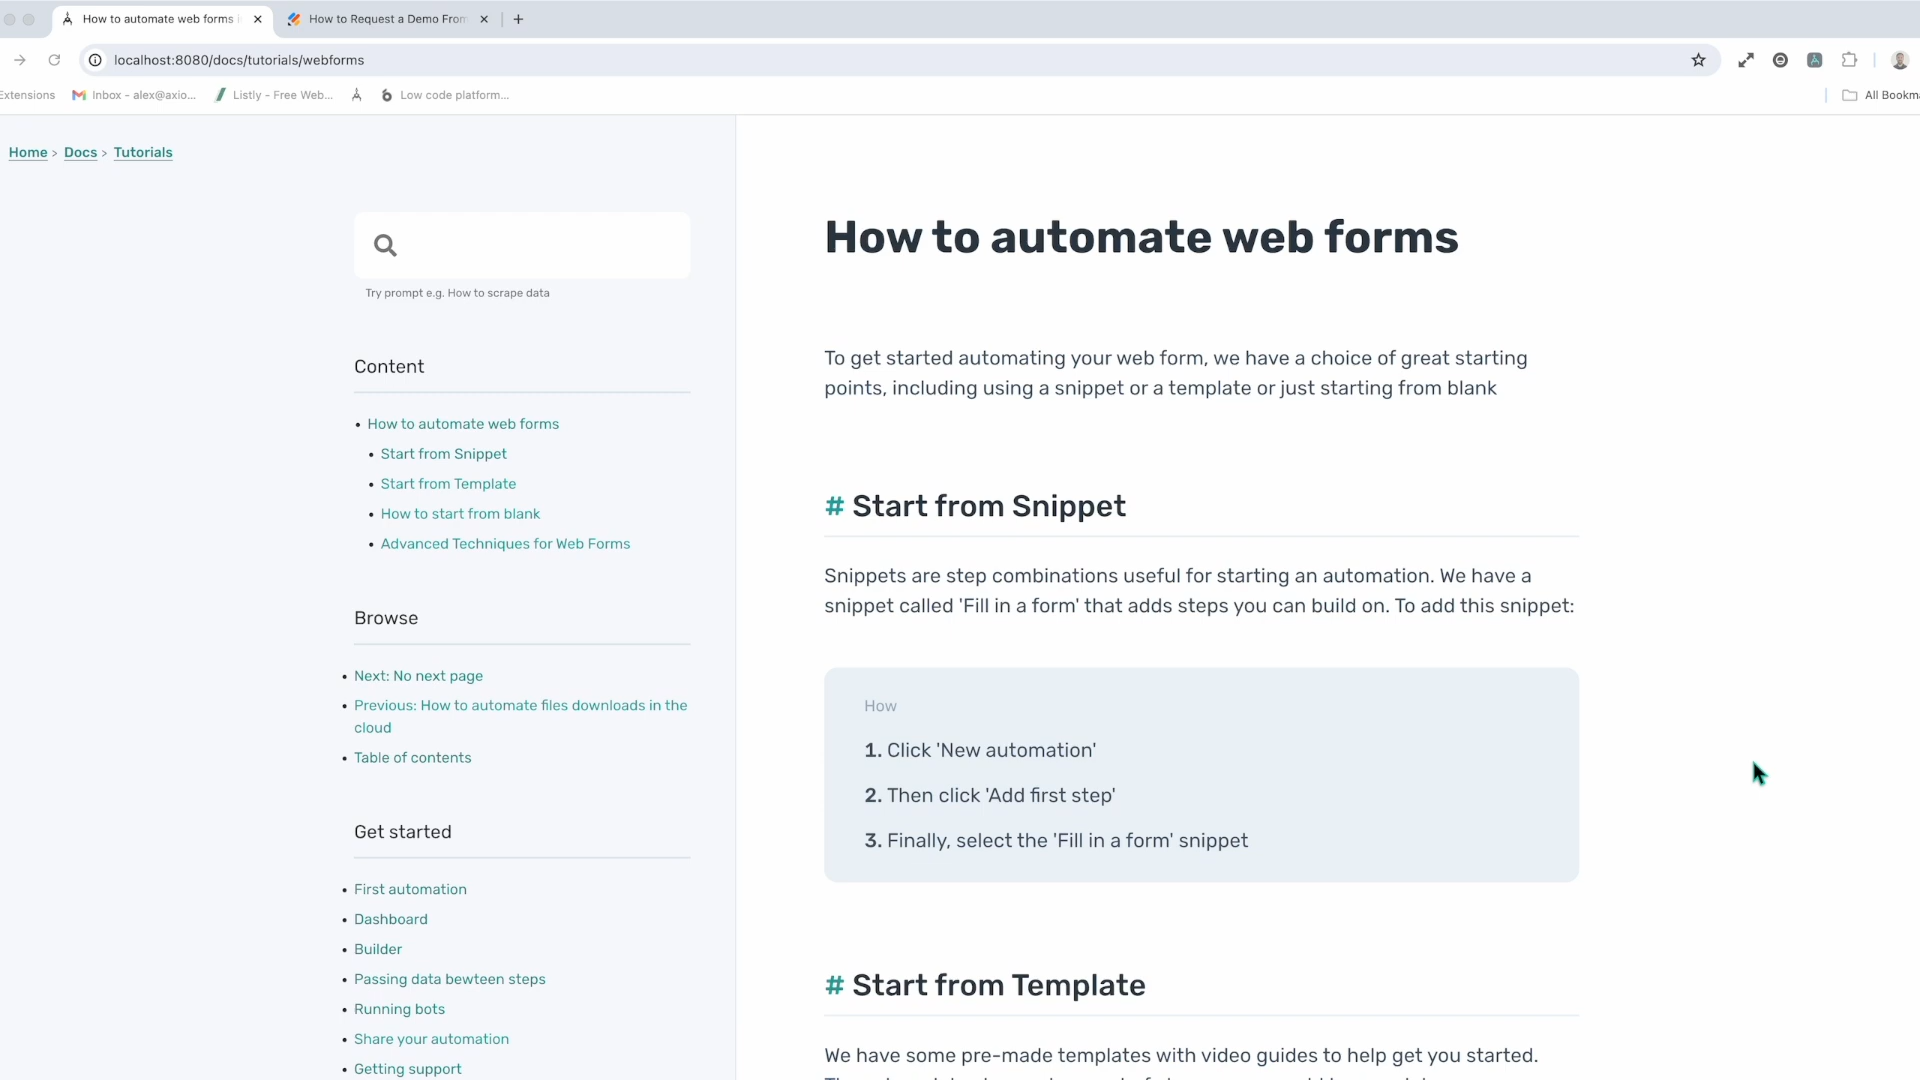 How to automate web forms
How to Request a Demo From
localhost:8080/docs/tutorials/webforms
Extensions
Inbox - alex@axio...
Listly - Free Web...
Low code platform...
All Bookma
Home > Docs > Tutorials
Try prompt e.g. How to scrape data
Content
How to automate web forms
Start from Snippet
Start from Template
How to start from blank
Advanced Techniques for Web Forms
Browse
Next: No next page
Previous: How to automate files downloads in the
cloud
Table of contents
Get started
First automation
Dashboard
Builder
Passing data bewteen steps
Running bots
Share your automation
Getting support
How to automate web forms
To get started automating your web form, we have a choice of great starting
points, including using a snippet or a template or just starting from blank
# Start from Snippet
Snippets are step combinations useful for starting an automation. We have a
snippet called 'Fill in a form' that adds steps you can build on. To add this snippet:
How
1. Click 'New automation'
2. Then click 'Add first step'
3. Finally, select the 'Fill in a form' snippet
# Start from Template
We have some pre-made templates with video guides to help get you started.